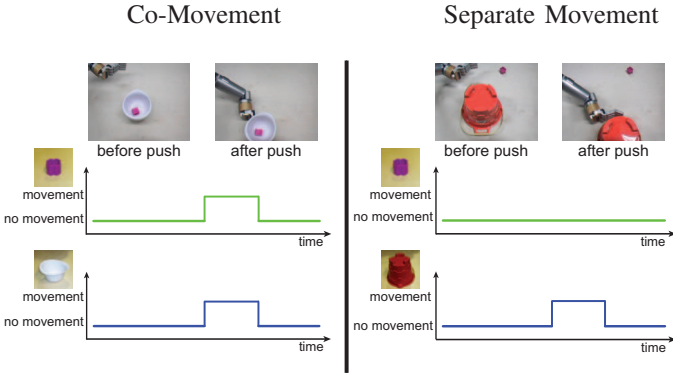 Co-Movement
Separate Movement
before push
after push
before push
after push
movement
no movement
time
movement
no movement
time
movement
no movement
time
movement
no movement
time